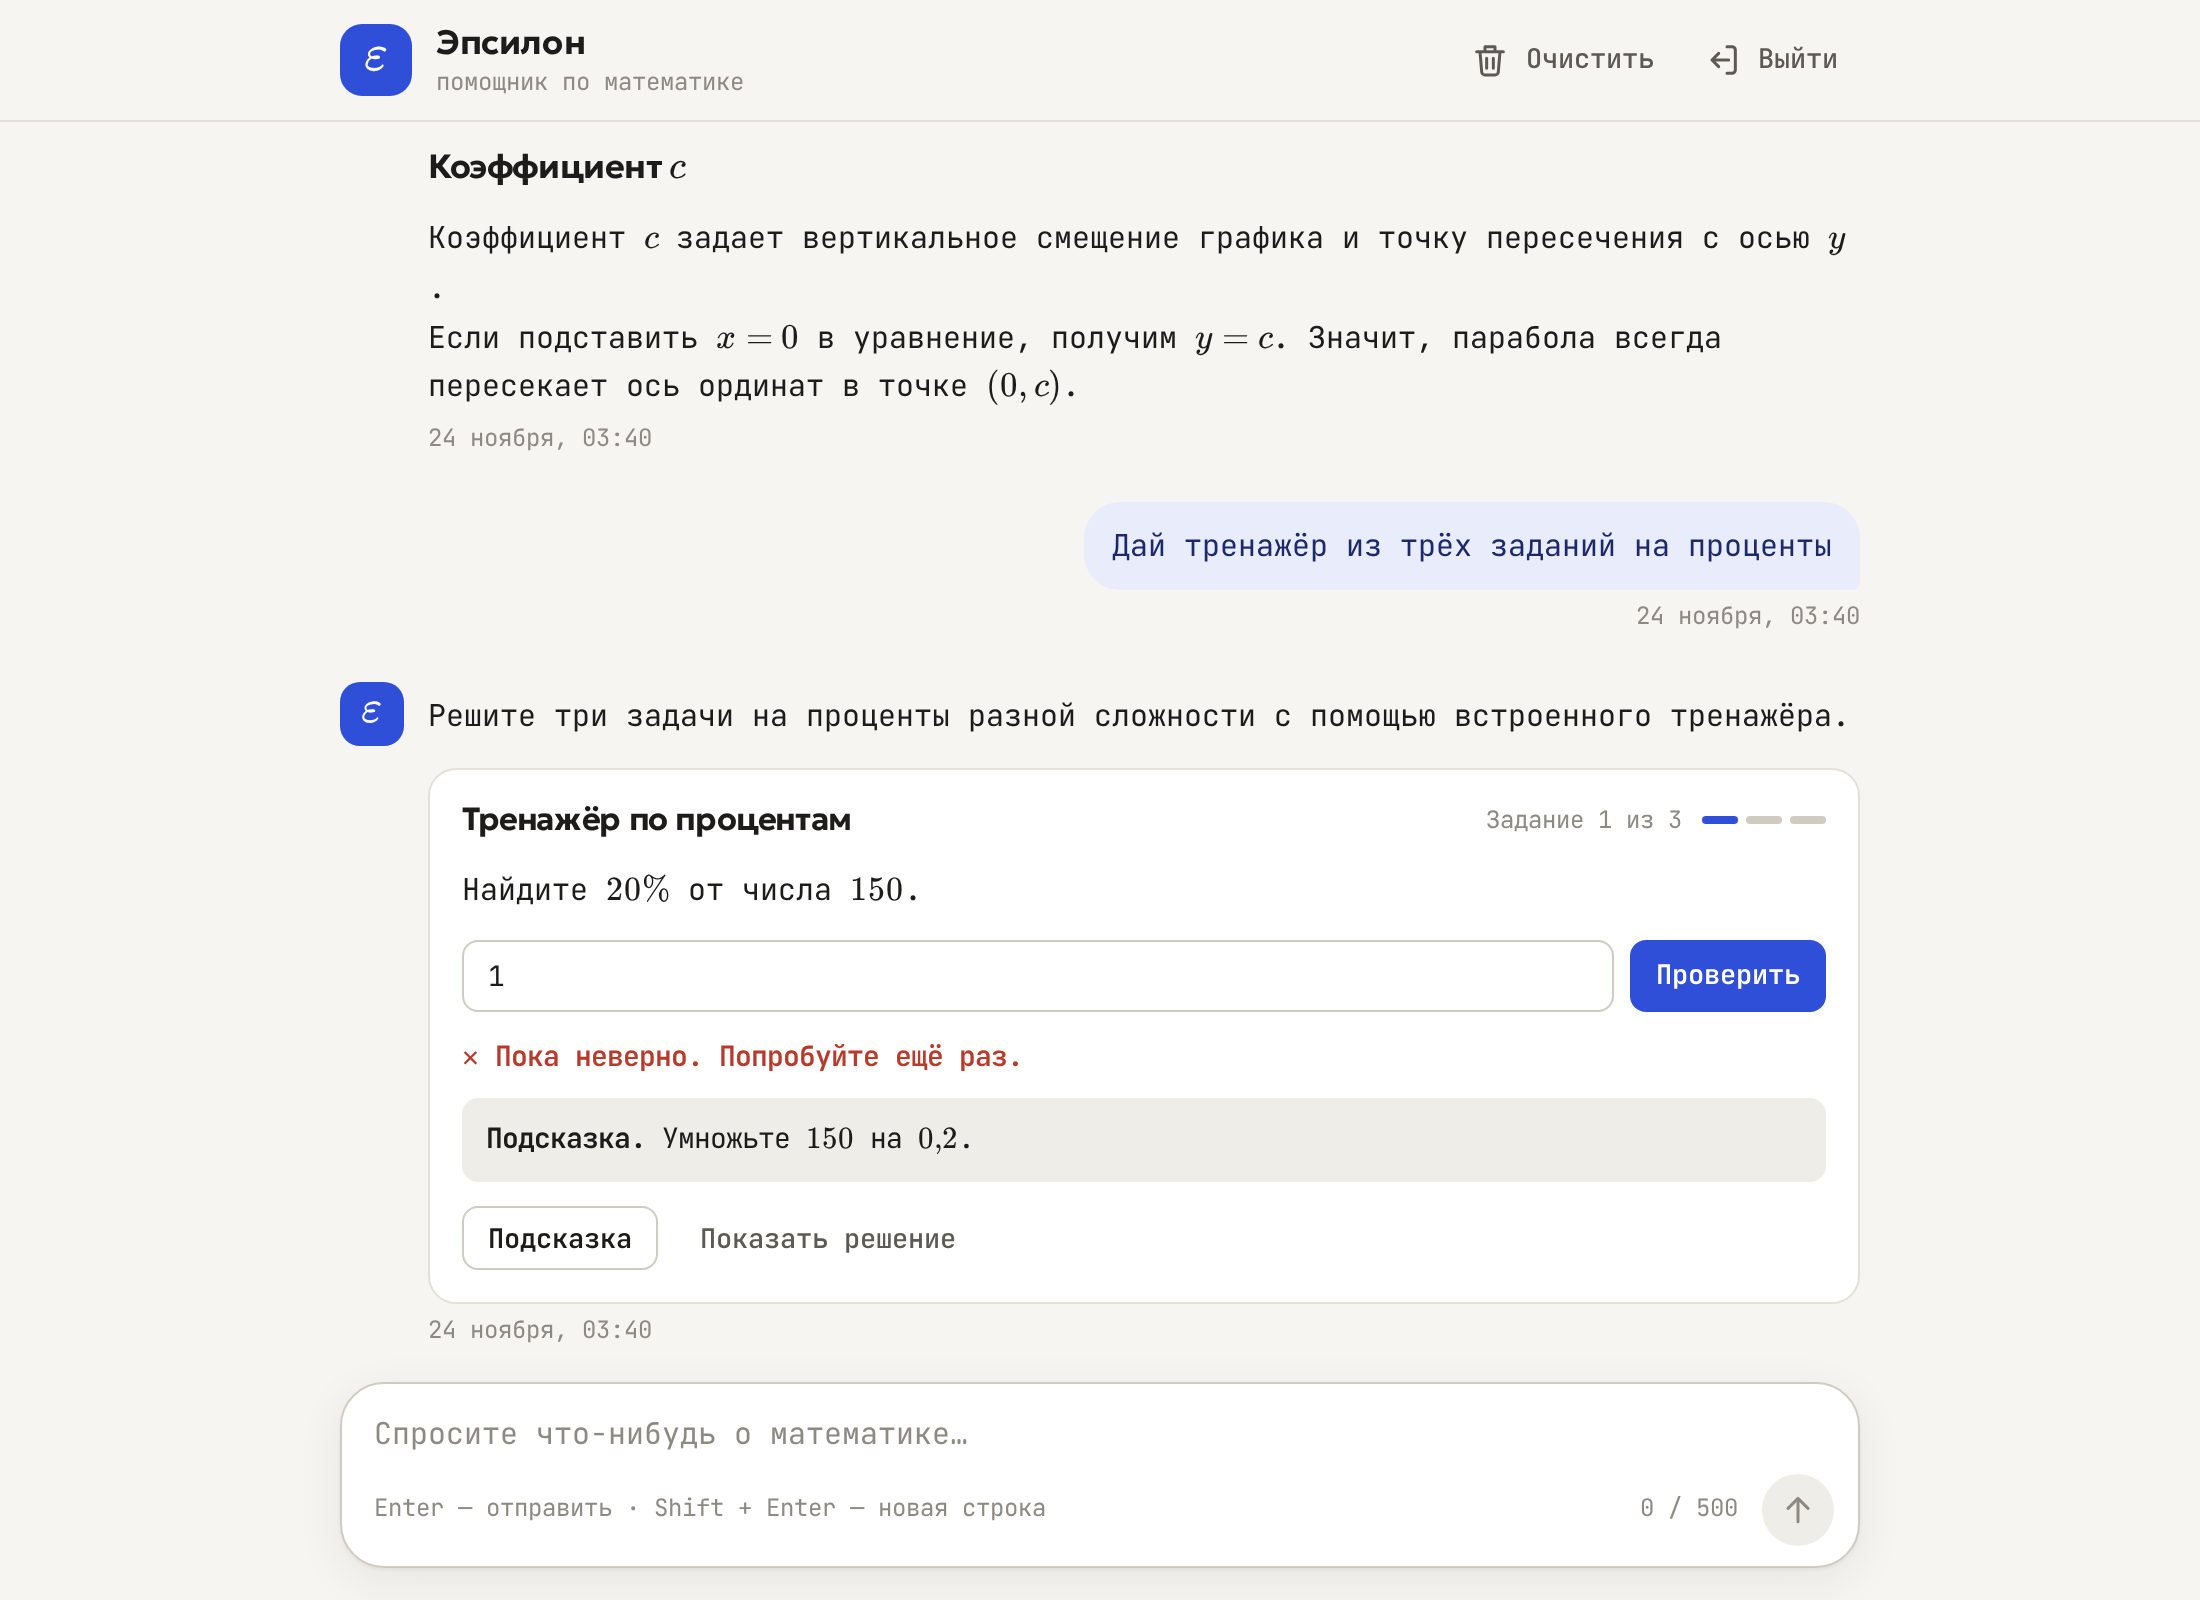 ε
Эпсилон
помощник по математике
Очистить
Выйти
Коэффициент c
Коэффициент c задает вертикальное смещение графика и точку пересечения с осью y
.
Если подставить x = 0 в уравнение, получим y = c. Значит, парабола всегда
пересекает ось ординат в точке (0, c).
24 ноября, 03:40
Дай тренажёр из трёх заданий на проценты
24 ноября, 03:40
ε
Решите три задачи на проценты разной сложности с помощью встроенного тренажёра.
Тренажёр по процентам
Задание 1 из 3
Найдите 20% от числа 150.
1
Проверить
× Пока неверно. Попробуйте ещё раз.
Подсказка. Умножьте 150 на 0,2.
Подсказка
Показать решение
24 ноября, 03:40
Спросите что-нибудь о математике…
Enter — отправить · Shift + Enter — новая строка
0 / 500